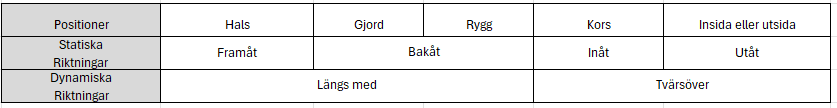 Positioner Hals Gjord Rygg Kors Insida eller utsida
Statiska
Riktningar Framåt Bakåt Inåt Utåt
Dynamiska
Riktningar Längs med Tvärsöver